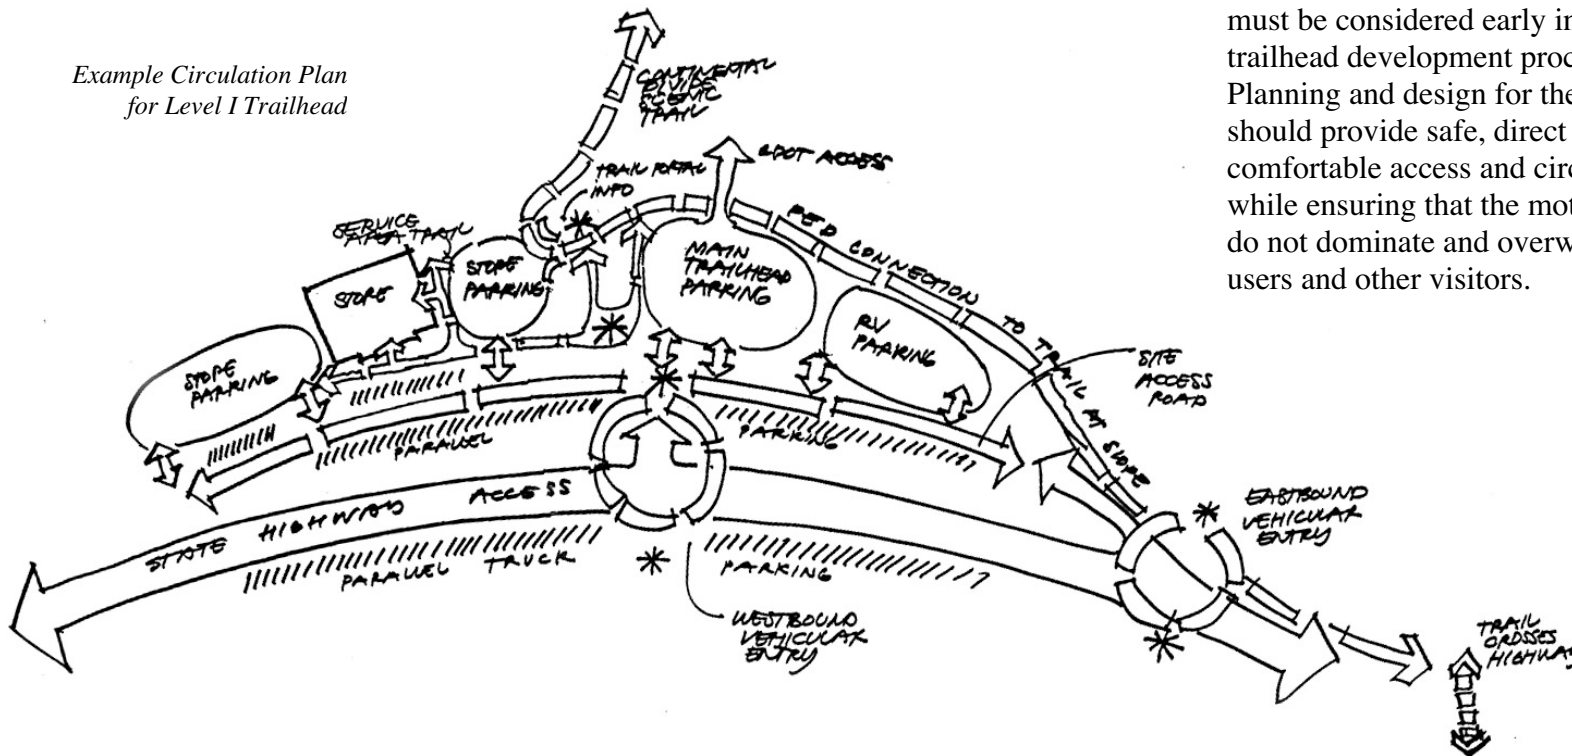 Example Circulation Plan
for Level I Trailhead
must be considered early in
trailhead development proc
Planning and design for the
should provide safe, direct
comfortable access and circ
while ensuring that the mot
do not dominate and overw
users and other visitors.
CONTINENTAL
DIVIDE
SCENIC
TRAIL
CDOT ACCESS
TRAIL PORTAL
INFO
SERVICE
AREA TRAIL
STORE
STORE
PARKING
STORE
PARKING
MAIN
TRAILHEAD
PARKING
RV
PARKING
PED CONNECTION TO TRAIL AT SLOPE
SITE
ACCESS
ROAD
PARALLEL PARKING
STATE HIGHWAY ACCESS
PARALLEL TRUCK PARKING
WESTBOUND
VEHICULAR
ENTRY
EASTBOUND
VEHICULAR
ENTRY
TRAIL
CROSSES
HIGHWAY